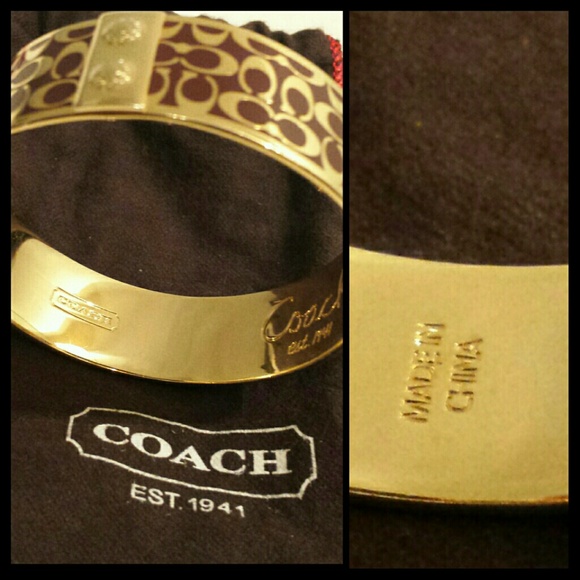 COACH
Coach
est. 1941
COACH
EST. 1941
MADE IN
CHINA